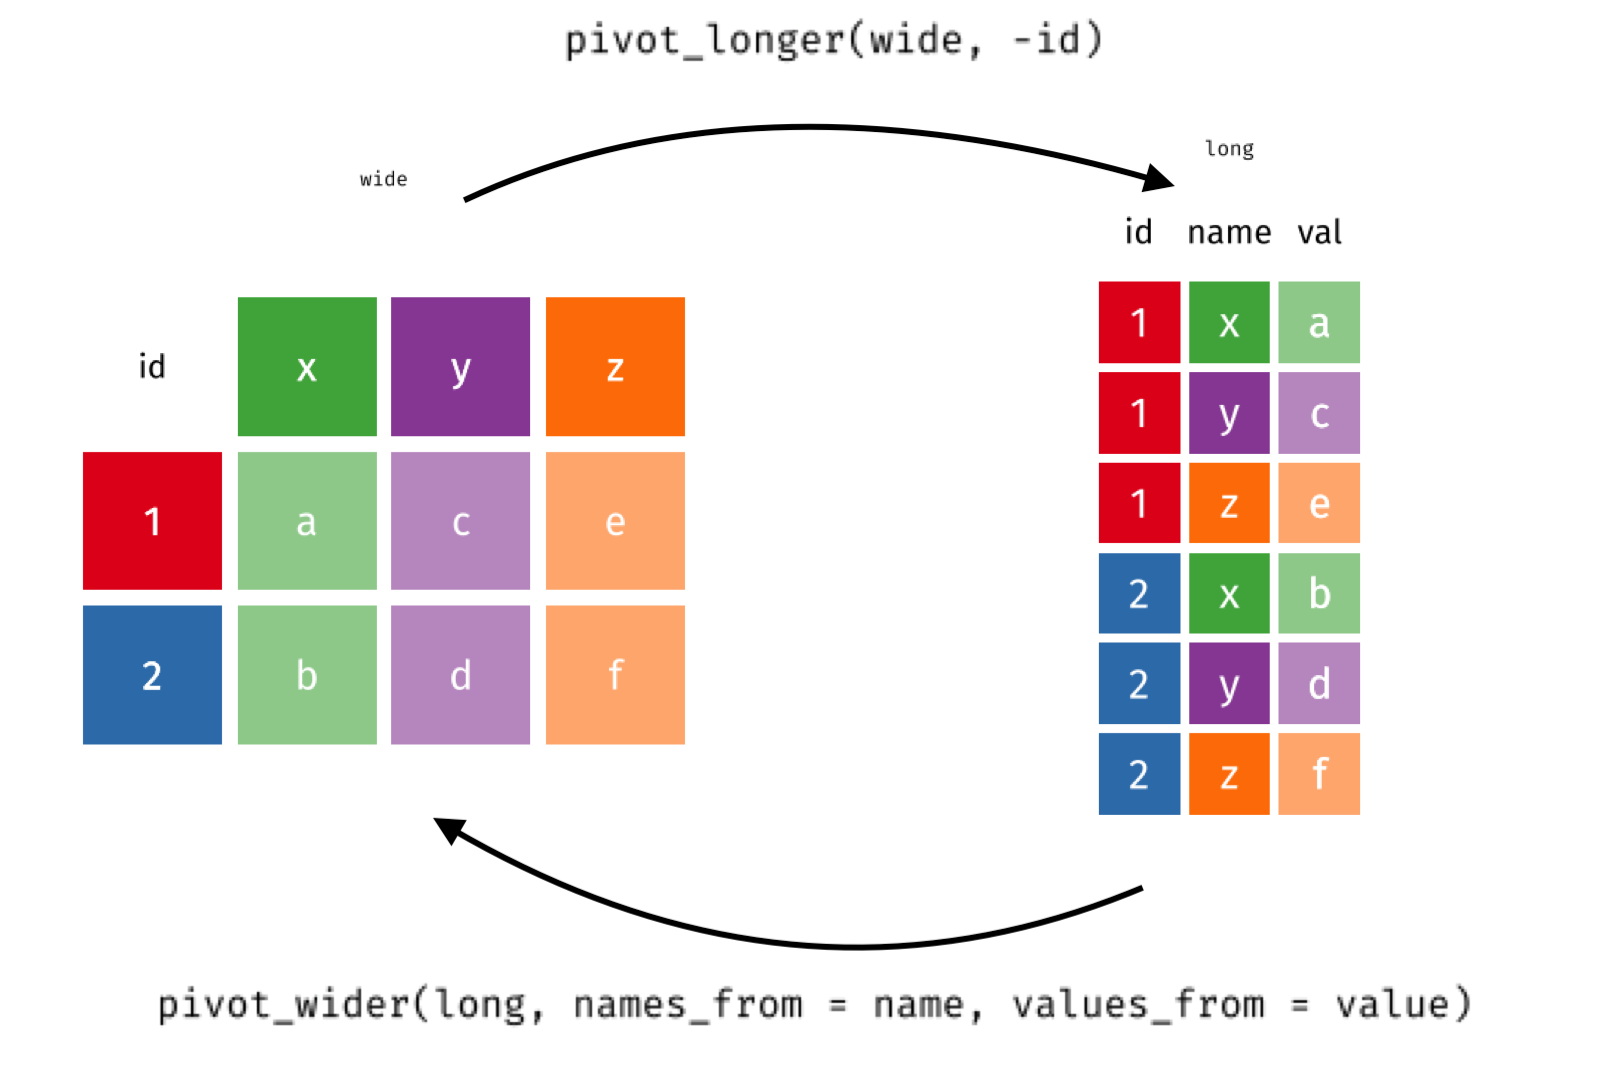 pivot_longer(wide, -id)
wide
id x y z
1 a c e
2 b d f
long
id name val
1 x a
1 y c
1 z e
2 x b
2 y d
2 z f
pivot_wider(long, names_from = name, values_from = value)